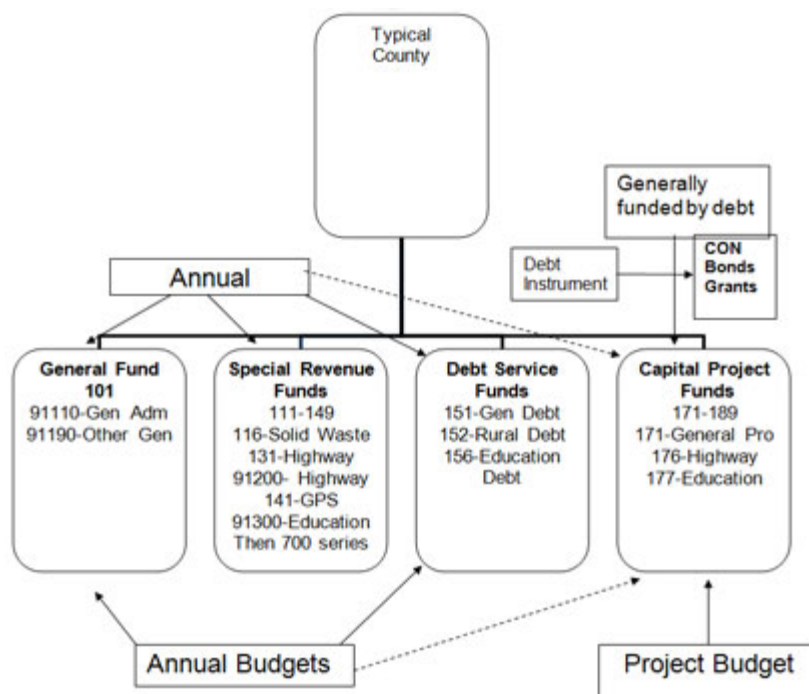 Typical
County
Generally
funded by debt
CON
Bonds
Grants
Debt
Instrument
Annual
General Fund
101
91110-Gen Adm
91190-Other Gen
Special Revenue
Funds
111-149
116-Solid Waste
131-Highway
91200- Highway
141-GPS
91300-Education
Then 700 series
Debt Service
Funds
151-Gen Debt
152-Rural Debt
156-Education
Debt
Capital Project
Funds
171-189
171-General Pro
176-Highway
177-Education
Annual Budgets
Project Budget